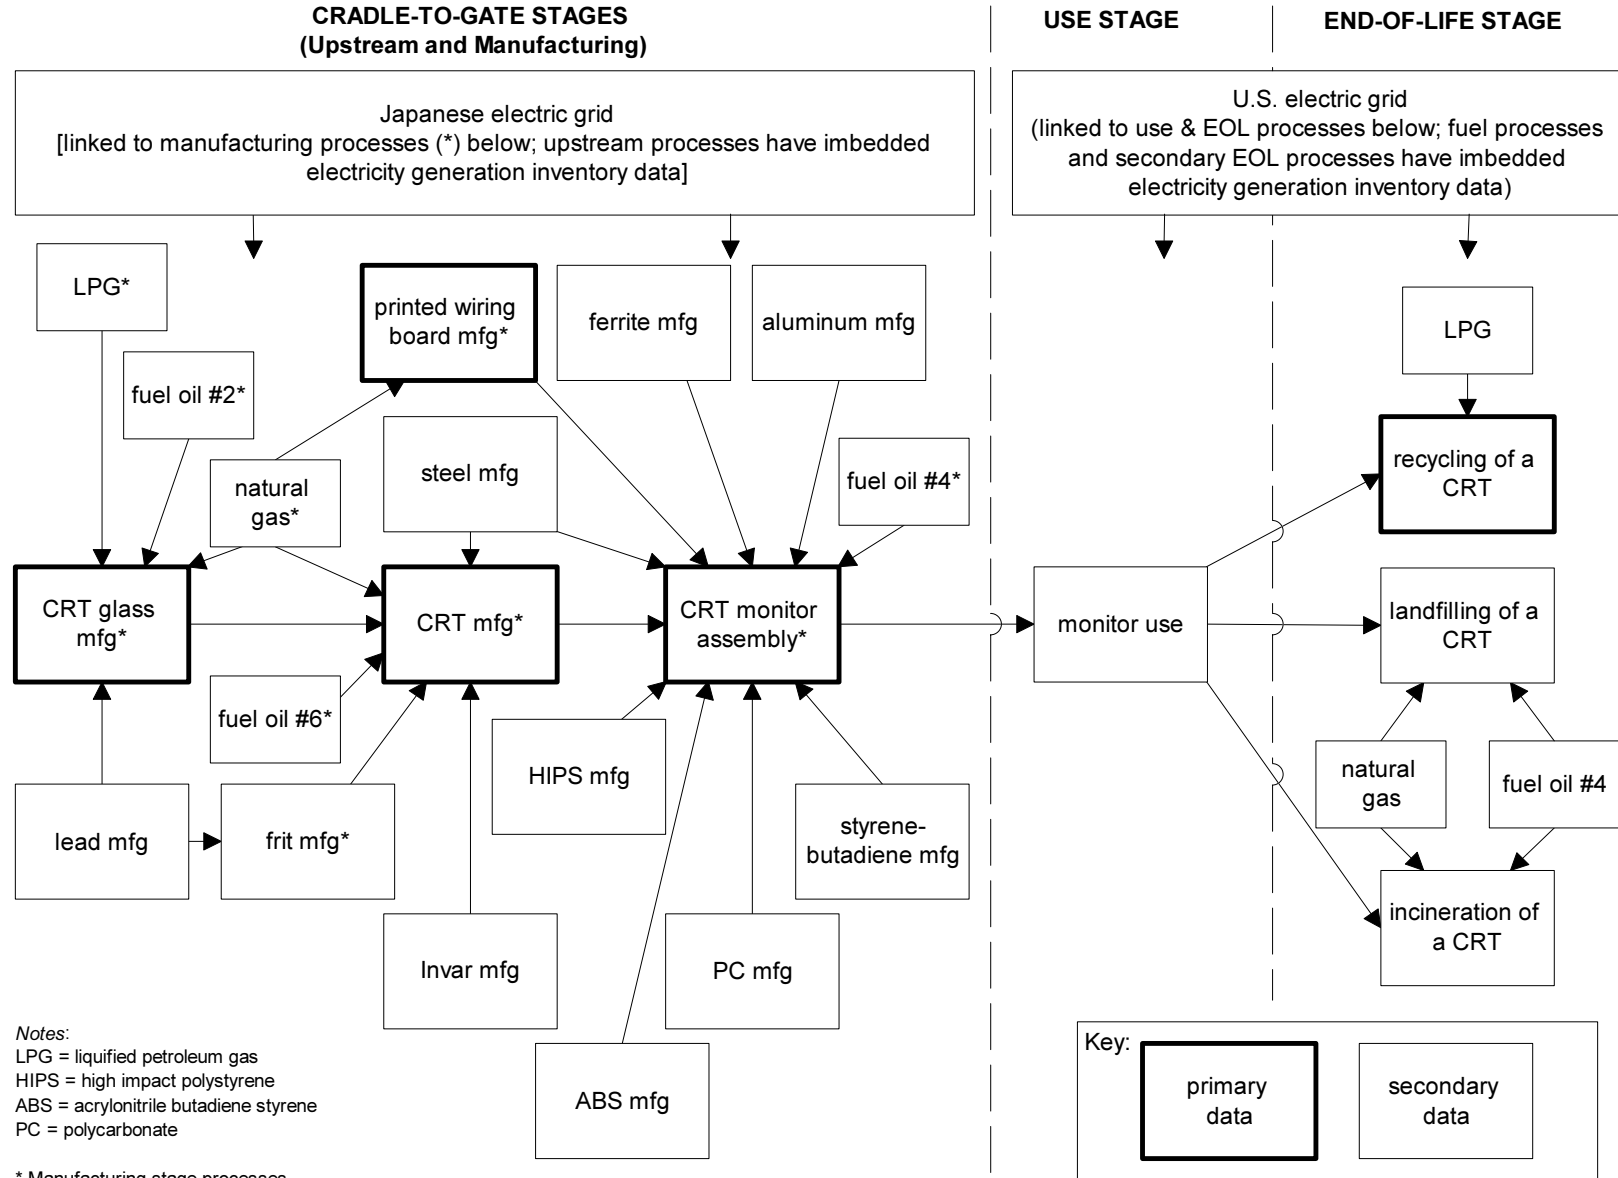 CRADLE-TO-GATE STAGES
(Upstream and Manufacturing)
USE STAGE
END-OF-LIFE STAGE
Japanese electric grid
[linked to manufacturing processes (*) below; upstream processes have imbedded
electricity generation inventory data]
U.S. electric grid
(linked to use & EOL processes below; fuel processes
and secondary EOL processes have imbedded
electricity generation inventory data)
LPG*
printed wiring
board mfg*
ferrite mfg
aluminum mfg
LPG
fuel oil #2*
natural
gas*
steel mfg
fuel oil #4*
recycling of a
CRT
CRT glass
mfg*
CRT mfg*
CRT monitor
assembly*
monitor use
landfilling of a
CRT
fuel oil #6*
HIPS mfg
natural
gas
fuel oil #4
lead mfg
frit mfg*
styrene-
butadiene mfg
Invar mfg
PC mfg
incineration of
a CRT
ABS mfg
Notes:
LPG = liquified petroleum gas
HIPS = high impact polystyrene
ABS = acrylonitrile butadiene styrene
PC = polycarbonate
* Manufacturing stage processes
Key:
primary
data
secondary
data